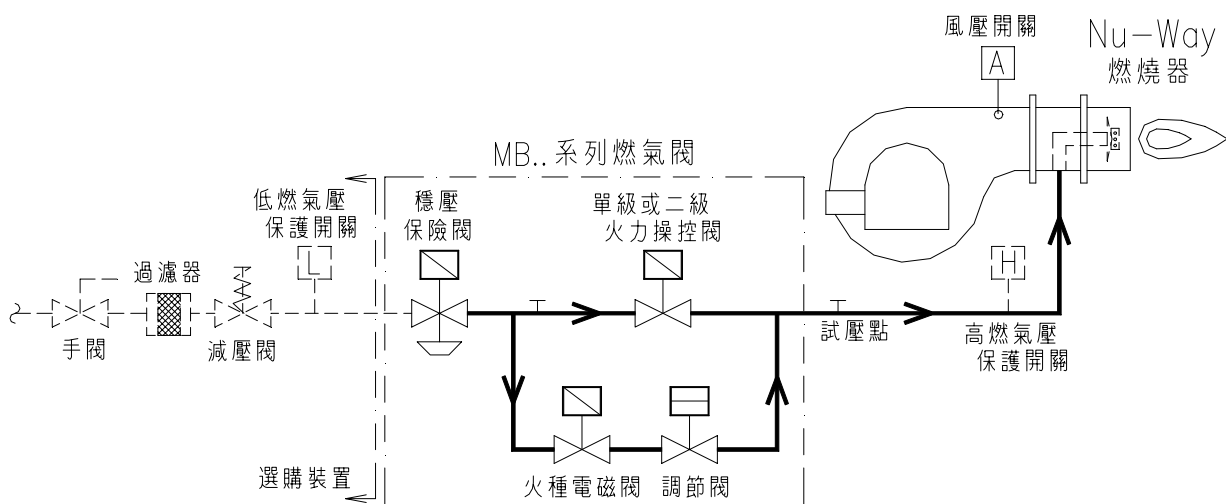 風壓開關
A
Nu-Way
燃燒器
MB.. 系列燃氣閥
低燃氣壓
保護開關
L
穩壓
保險閥
單級或二級
火力操控閥
過濾器
H
手閥
減壓閥
試壓點
高燃氣壓
保護開關
選購裝置
火種電磁閥
調節閥